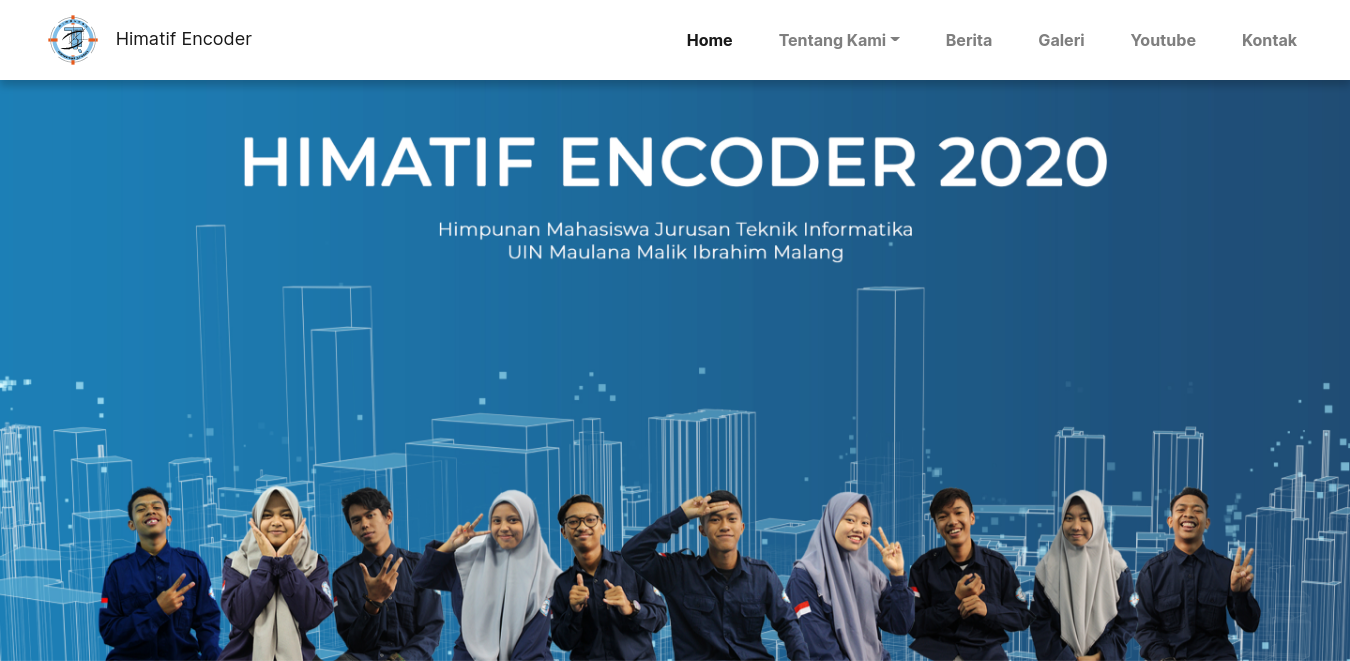 Himatif Encoder
Home
Tentang Kami
Berita
Galeri
Youtube
Kontak
HIMATIF ENCODER 2020
Himpunan Mahasiswa Jurusan Teknik Informatika
UIN Maulana Malik Ibrahim Malang